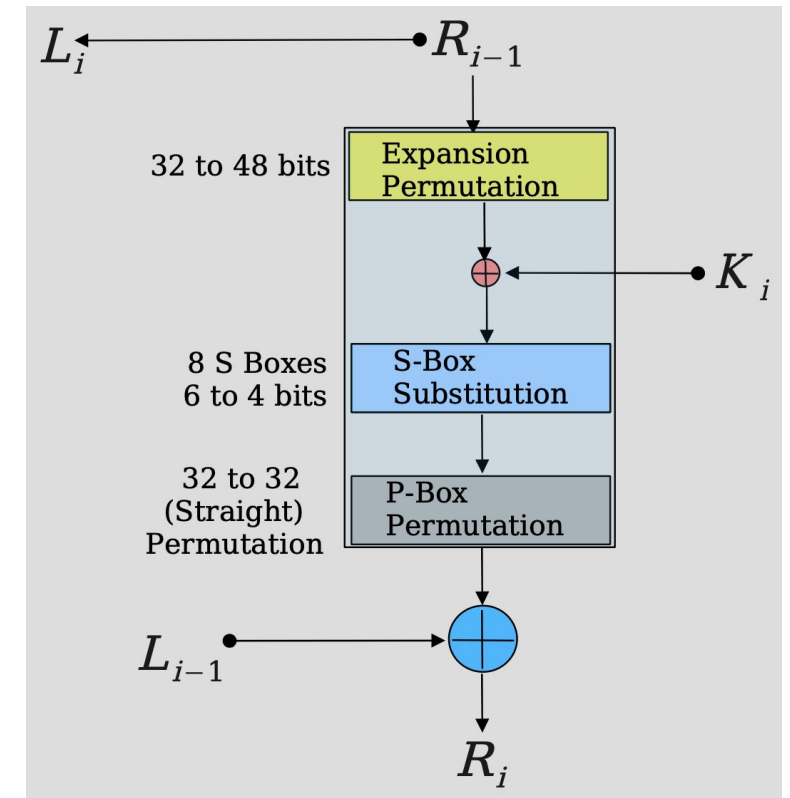 L_i
R_{i−1}
32 to 48 bits
Expansion
Permutation
K_i
8 S Boxes
6 to 4 bits
S-Box
Substitution
32 to 32
(Straight)
Permutation
P-Box
Permutation
L_{i−1}
R_i